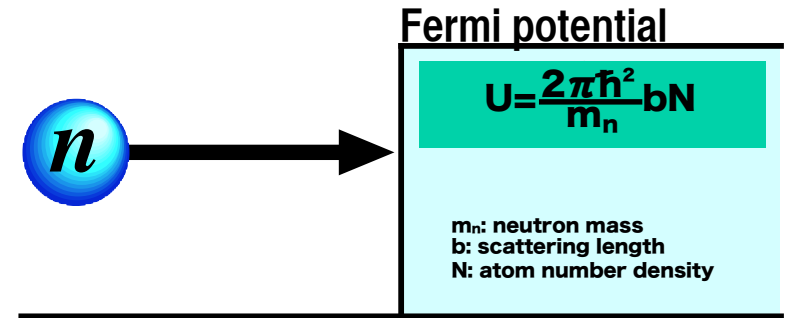 Fermi potential
n
U=2πħ²/mₙ bN
mₙ: neutron mass
b: scattering length
N: atom number density